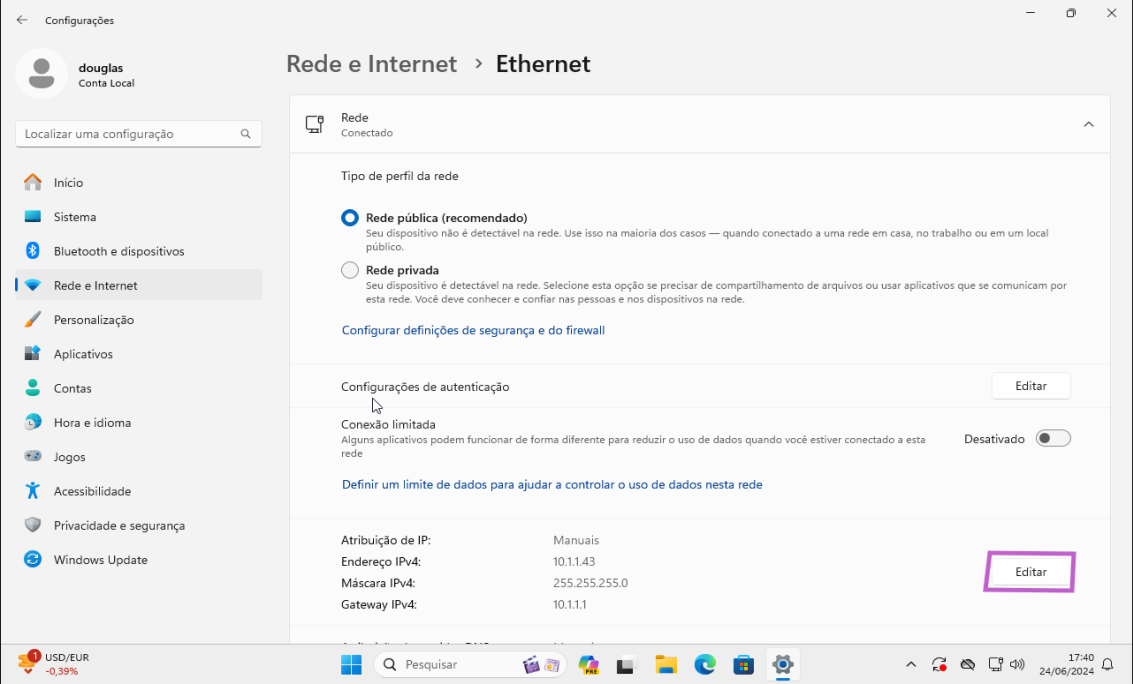 Configurações
douglas
Conta Local
Localizar uma configuração
Início
Sistema
Bluetooth e dispositivos
Rede e Internet
Personalização
Aplicativos
Contas
Hora e idioma
Jogos
Acessibilidade
Privacidade e segurança
Windows Update
Rede e Internet › Ethernet
Rede
Conectado
Tipo de perfil da rede
Rede pública (recomendado)
Seu dispositivo não é detectável na rede. Use isso na maioria dos casos — quando conectado a uma rede em casa, no trabalho ou em um local
público.
Rede privada
Seu dispositivo é detectável na rede. Selecione esta opção se precisar de compartilhamento de arquivos ou usar aplicativos que se comunicam por
esta rede. Você deve conhecer e confiar nas pessoas e nos dispositivos na rede.
Configurar definições de segurança e do firewall
Configurações de autenticação
Editar
Conexão limitada
Alguns aplicativos podem funcionar de forma diferente para reduzir o uso de dados quando você estiver conectado a esta
rede
Desativado
Definir um limite de dados para ajudar a controlar o uso de dados nesta rede
Atribuição de IP: Manuais
Endereço IPv4: 10.1.1.43
Máscara IPv4: 255.255.255.0
Gateway IPv4: 10.1.1.1
Editar
1
USD/EUR
-0,39%
Pesquisar
PRE
17:40
24/06/2024